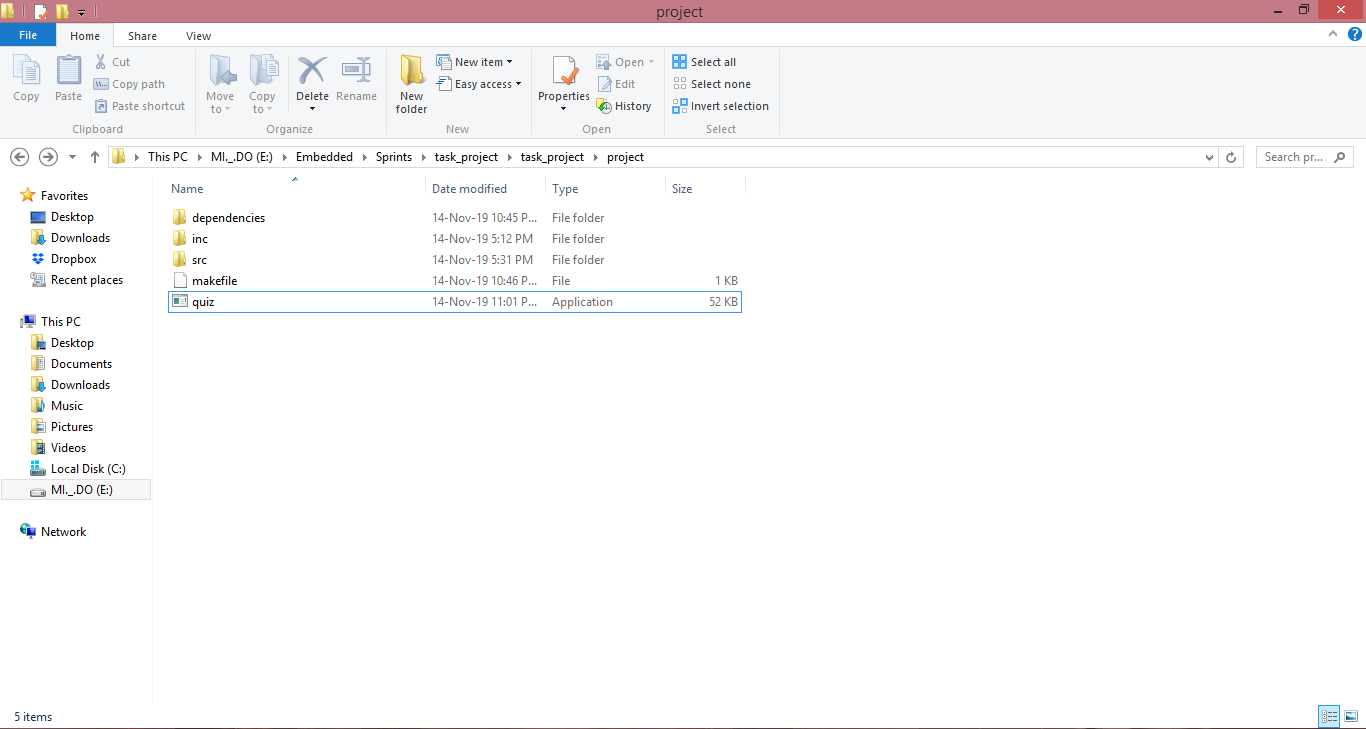 project
File Home Share View
Copy
Paste
Cut
Copy path
Paste shortcut
Clipboard
Move to
Copy to
Delete
Rename
Organize
New folder
New item
Easy access
New
Properties
Open
Edit
History
Open
Select all
Select none
Invert selection
Select
This PC MI._.DO (E:) Embedded Sprints task_project task_project project
Search pr...
Favorites
Desktop
Downloads
Dropbox
Recent places
This PC
Desktop
Documents
Downloads
Music
Pictures
Videos
Local Disk (C:)
MI._.DO (E:)
Network
Name Date modified Type Size
dependencies 14-Nov-19 10:45 P... File folder
inc 14-Nov-19 5:12 PM File folder
src 14-Nov-19 5:31 PM File folder
makefile 14-Nov-19 10:46 P... File 1 KB
quiz 14-Nov-19 11:01 P... Application 52 KB
5 items